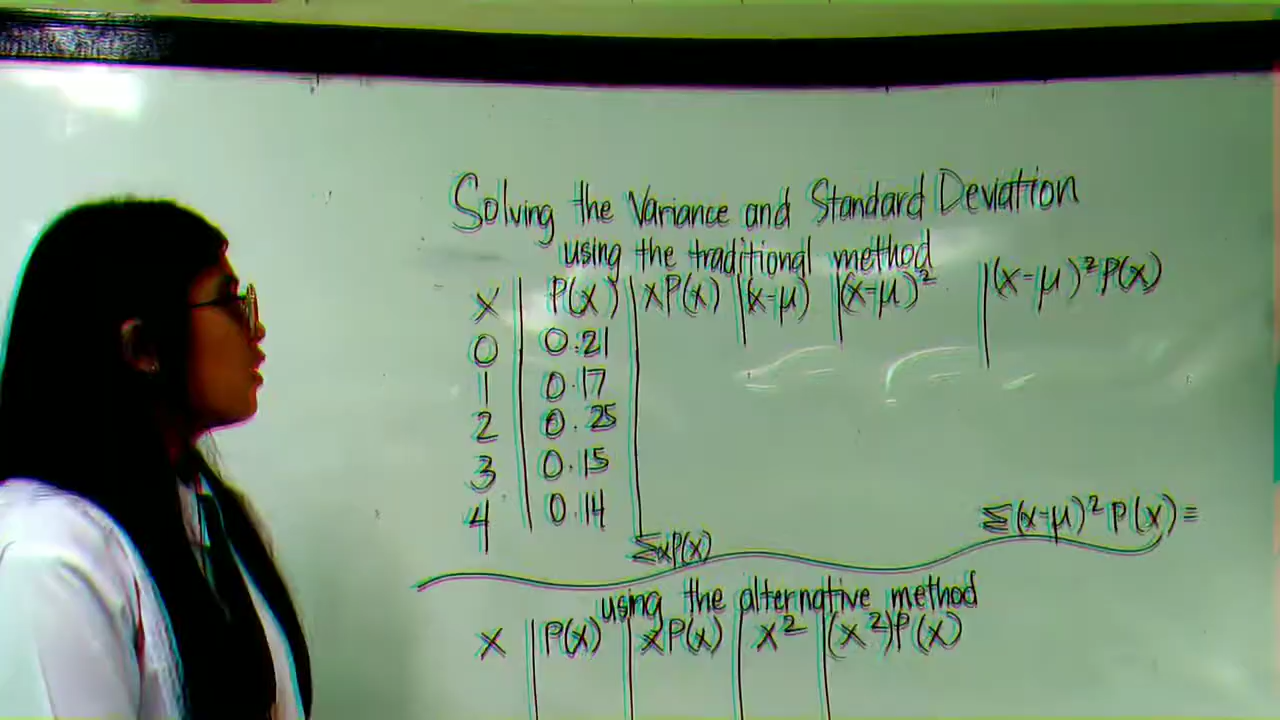 Solving the Variance and Standard Deviation
using the traditional method
X P(X) XP(X) (x-μ) (x-μ)² (x-μ)²P(X)
0 0.21
1 0.17
2 0.25
3 0.15
4 0.14
ΣXP(X) Σ(x-μ)²P(X)=
using the alternative method
X P(X) XP(X) X² (X²)P(X)